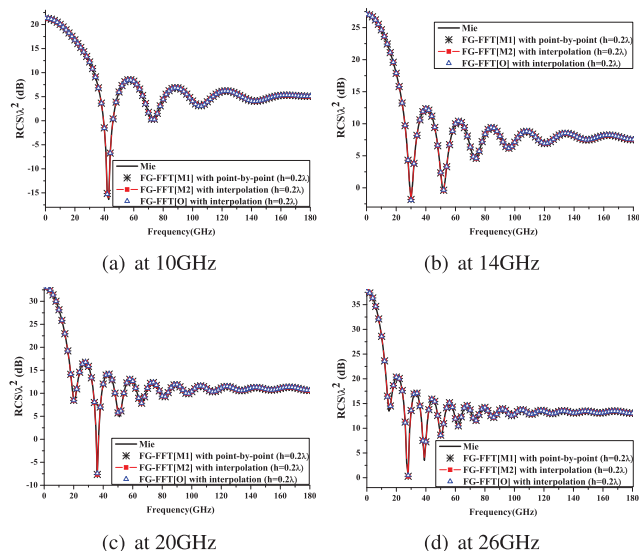 25
20
15
10
5
0
-5
-10
-15
RCS/λ² (dB)
Mie
FG-FFT[M1] with point-by-point (h=0.2λ)
FG-FFT[M2] with interpolation (h=0.2λ)
FG-FFT[O] with interpolation (h=0.2λ)
0 20 40 60 80 100 120 140 160 180
Frequency(GHz)
(a) at 10GHz
25
20
15
10
5
0
RCS/λ² (dB)
Mie
FG-FFT[M1] with point-by-point (h=0.2λ)
FG-FFT[M2] with interpolation (h=0.2λ)
FG-FFT[O] with interpolation (h=0.2λ)
0 20 40 60 80 100 120 140 160 180
Frequency(GHz)
(b) at 14GHz
30
25
20
15
10
5
0
-5
-10
RCS/λ² (dB)
Mie
FG-FFT[M1] with point-by-point (h=0.2λ)
FG-FFT[M2] with interpolation (h=0.2λ)
FG-FFT[O] with interpolation (h=0.2λ)
0 20 40 60 80 100 120 140 160 180
Frequency(GHz)
(c) at 20GHz
35
30
25
20
15
10
5
0
RCS/λ² (dB)
Mie
FG-FFT[M1] with point-by-point (h=0.2λ)
FG-FFT[M2] with interpolation (h=0.2λ)
FG-FFT[O] with interpolation (h=0.2λ)
0 20 40 60 80 100 120 140 160 180
Frequency(GHz)
(d) at 26GHz